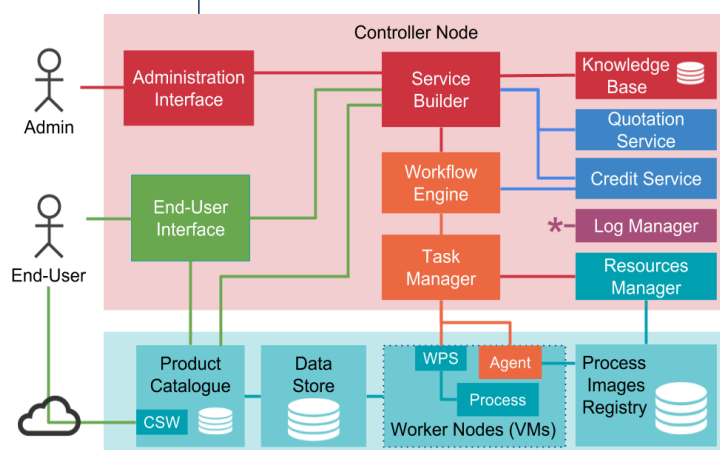 Controller Node
Admin
Administration
Interface
Service
Builder
Knowledge
Base
Quotation
Service
Workflow
Engine
Credit Service
End-User
End-User
Interface
*
Log Manager
Task
Manager
Resources
Manager
Product
Catalogue
CSW
Data
Store
WPS
Agent
Process
Worker Nodes (VMs)
Process
Images
Registry